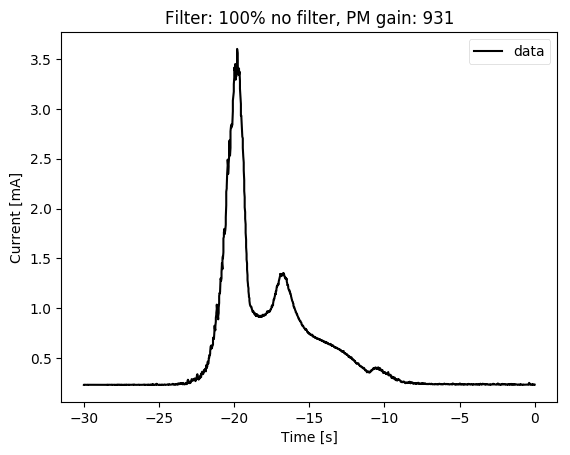 Filter: 100% no filter, PM gain: 931
data
Current [mA]
3.5
3.0
2.5
2.0
1.5
1.0
0.5
−30 −25 −20 −15 −10 −5 0
Time [s]